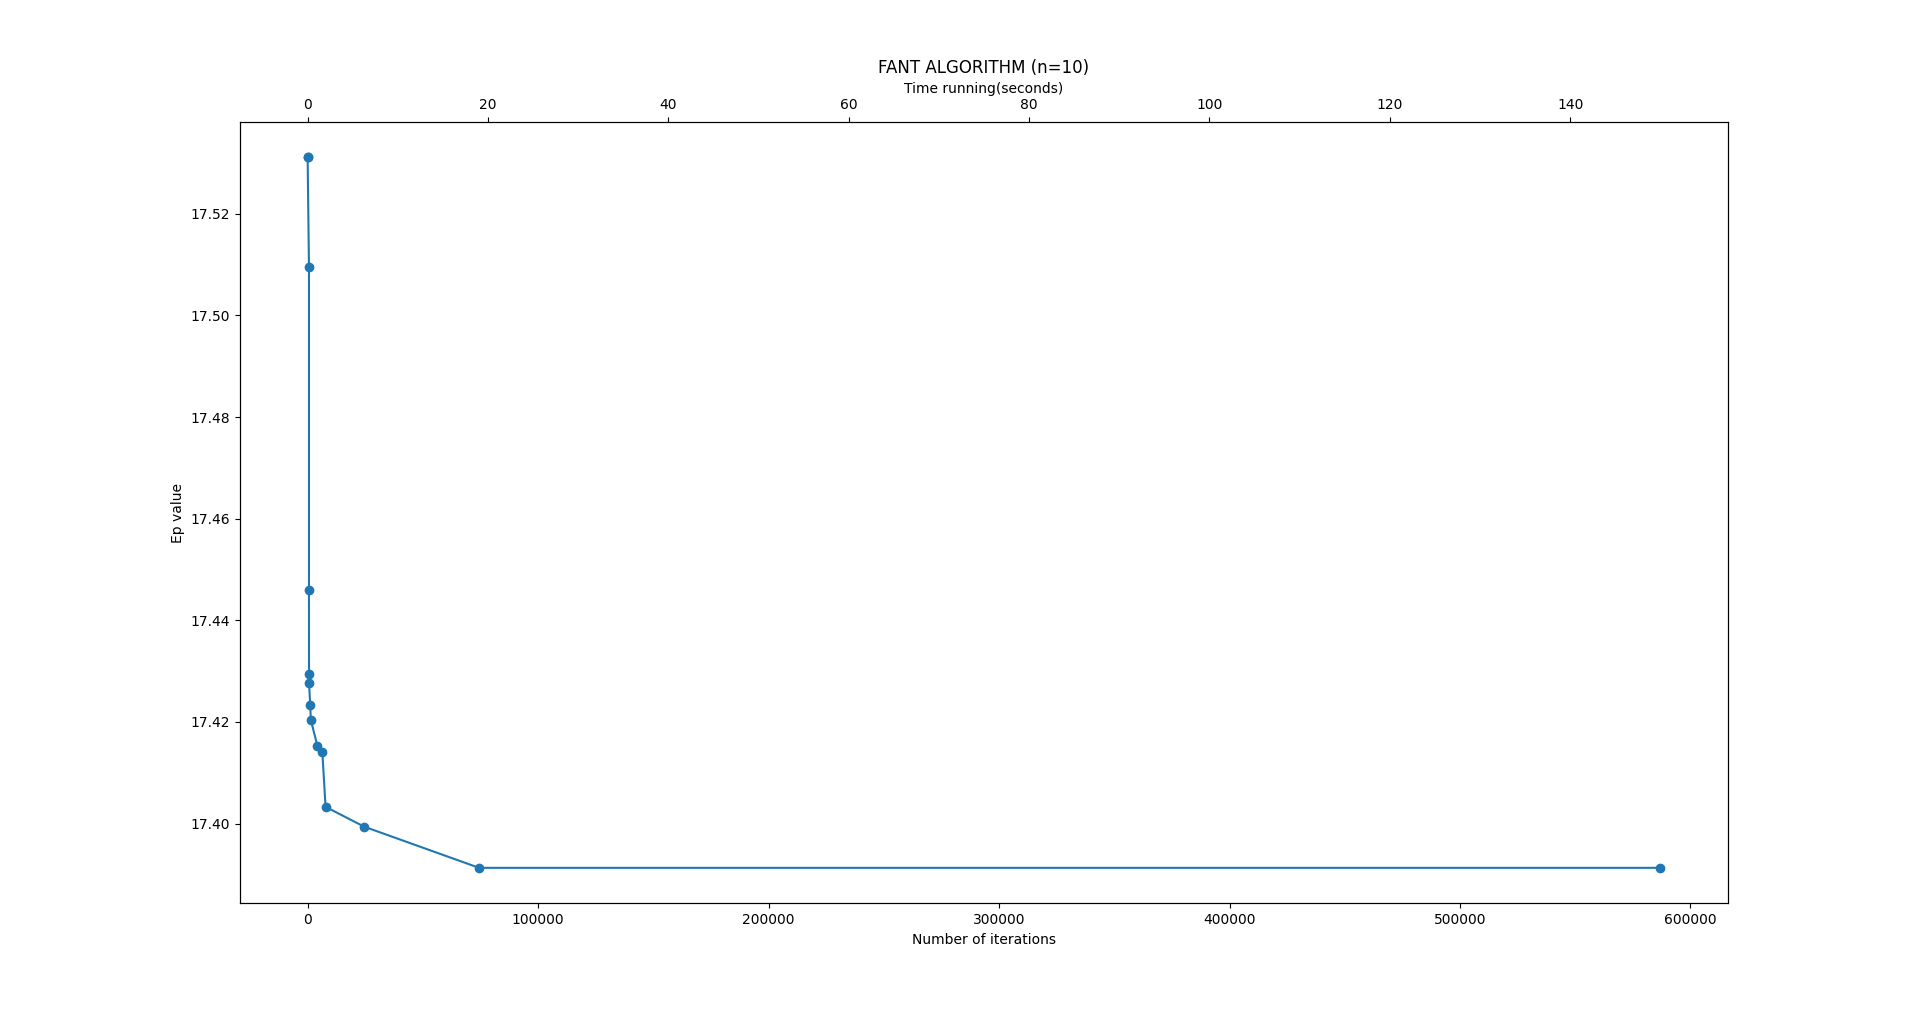 FANT ALGORITHM (n=10)
Time running(seconds)
0 20 40 60 80 100 120 140
17.52
17.50
17.48
17.46
17.44
17.42
17.40
Ep value
0 100000 200000 300000 400000 500000 600000
Number of iterations